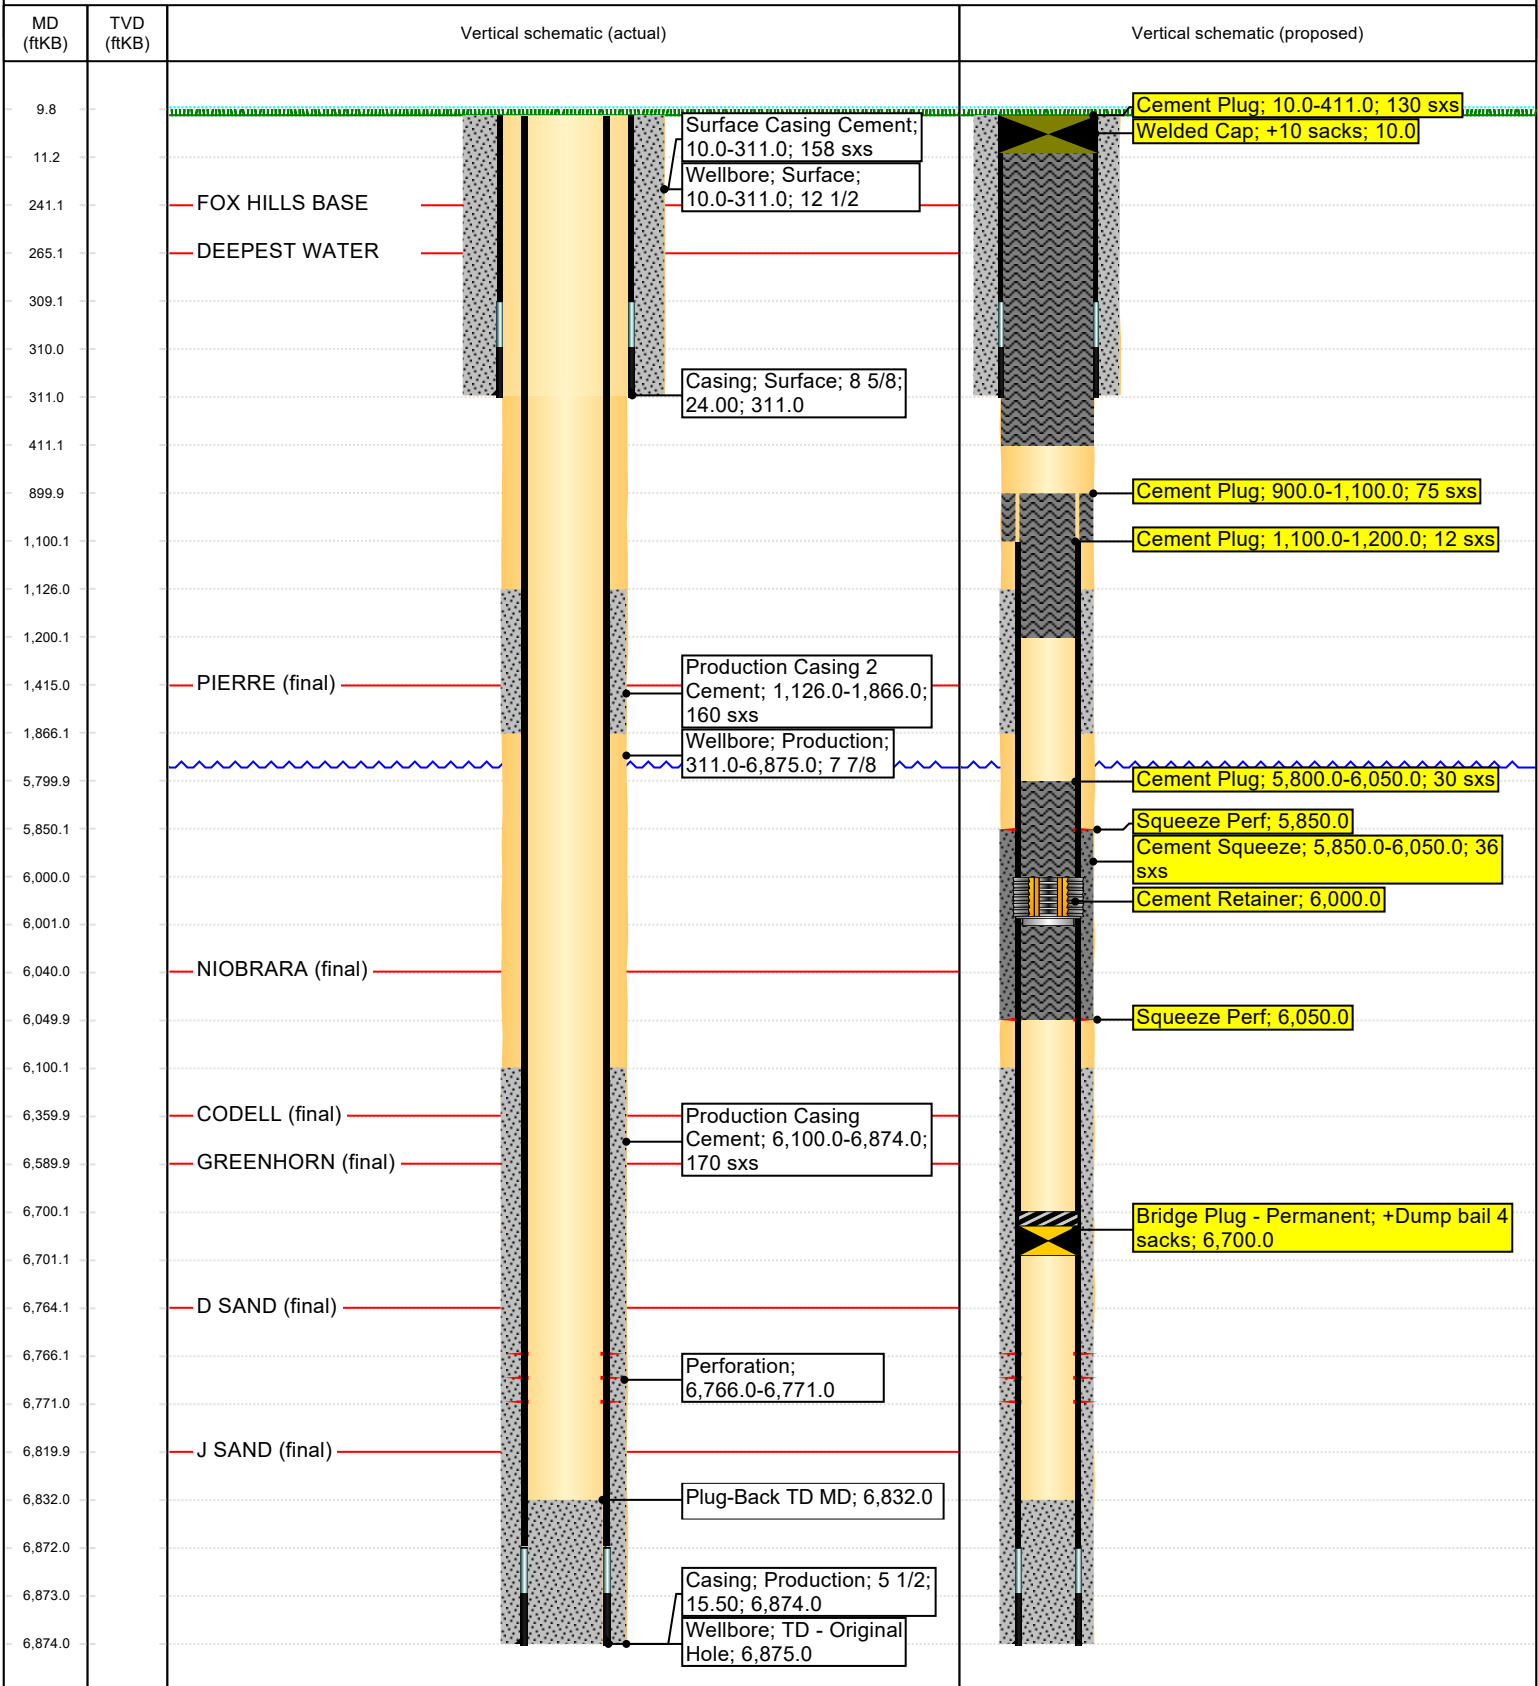 MD
(ftKB)
TVD
(ftKB)
Vertical schematic (actual)
Vertical schematic (proposed)
9.8
11.2
241.1
265.1
309.1
310.0
311.0
411.1
899.9
1,100.1
1,126.0
1,200.1
1,415.0
1,866.1
5,799.9
5,850.1
6,000.0
6,001.0
6,040.0
6,049.9
6,100.1
6,359.9
6,589.9
6,700.1
6,701.1
6,764.1
6,766.1
6,771.0
6,819.9
6,832.0
6,872.0
6,873.0
6,874.0
FOX HILLS BASE
DEEPEST WATER
PIERRE (final)
NIOBRARA (final)
CODELL (final)
GREENHORN (final)
D SAND (final)
J SAND (final)
Surface Casing Cement;
10.0-311.0; 158 sxs
Wellbore; Surface;
10.0-311.0; 12 1/2
Casing; Surface; 8 5/8;
24.00; 311.0
Production Casing 2
Cement; 1,126.0-1,866.0;
160 sxs
Wellbore; Production;
311.0-6,875.0; 7 7/8
Production Casing
Cement; 6,100.0-6,874.0;
170 sxs
Perforation;
6,766.0-6,771.0
Plug-Back TD MD; 6,832.0
Casing; Production; 5 1/2;
15.50; 6,874.0
Wellbore; TD - Original
Hole; 6,875.0
Cement Plug; 10.0-411.0; 130 sxs
Welded Cap; +10 sacks; 10.0
Cement Plug; 900.0-1,100.0; 75 sxs
Cement Plug; 1,100.0-1,200.0; 12 sxs
Cement Plug; 5,800.0-6,050.0; 30 sxs
Squeeze Perf; 5,850.0
Cement Squeeze; 5,850.0-6,050.0; 36
sxs
Cement Retainer; 6,000.0
Squeeze Perf; 6,050.0
Bridge Plug - Permanent; +Dump bail 4
sacks; 6,700.0